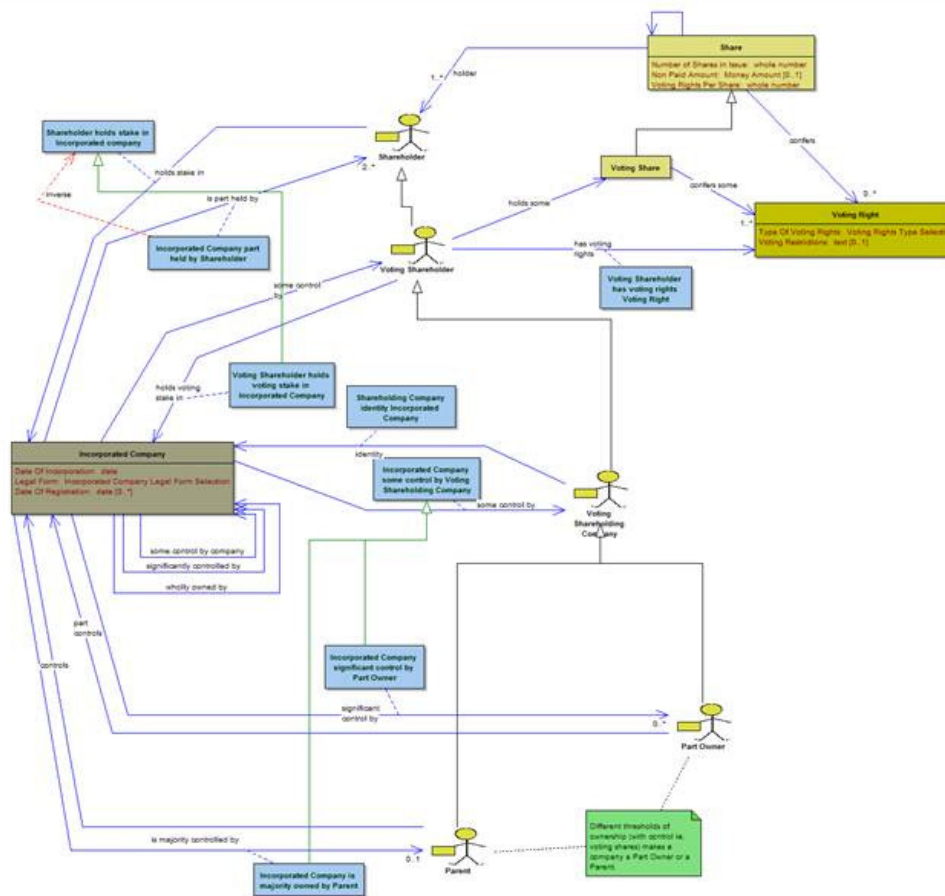 Share
Number of Shares in Issue: whole number
Non Paid Amount: Money Amount [0..1]
Voting Rights Per Share: whole number
1..*
holder
Shareholder holds stake in
Incorporated company
Shareholder
confers
holds stake in
2..*
Voting Share
is part held by
confers some
inverse
holds some
0..*
Voting Right
1..*
Type Of Voting Rights: Voting Rights Type Selecti
Voting Restrictions: text [0..1]
Incorporated Company part
held by Shareholder
Voting Shareholder
has voting
rights
Voting Shareholder
has voting rights
Voting Right
some control
by
holds voting
stake in
Voting Shareholder holds
voting stake in
Incorporated Company
Shareholding Company
identity Incorporated
Company
Incorporated Company
Date Of Incorporation: date
Legal Form: Incorporated Company Legal Form Selection
Date Of Registration: date [0..*]
identity
Incorporated Company
some control by Voting
Shareholding Company
some control by
Voting
Shareholding
Company
some control by company
significantly controlled by
wholly owned by
part
controls
controls
Incorporated Company
significant control by
Part Owner
significant
control by
0..*
Part Owner
Different thresholds of
ownership (with control ie.
voting shares) makes a
company a Part Owner or a
Parent.
is majority controlled by
0..1
Parent
Incorporated Company is
majority owned by Parent